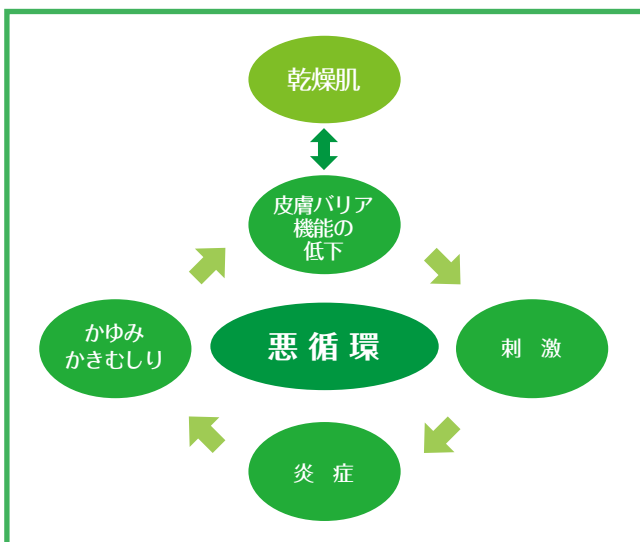 乾燥肌
皮膚バリア
機能の
低下
かゆみ
かきむしり
悪循環
刺激
炎症